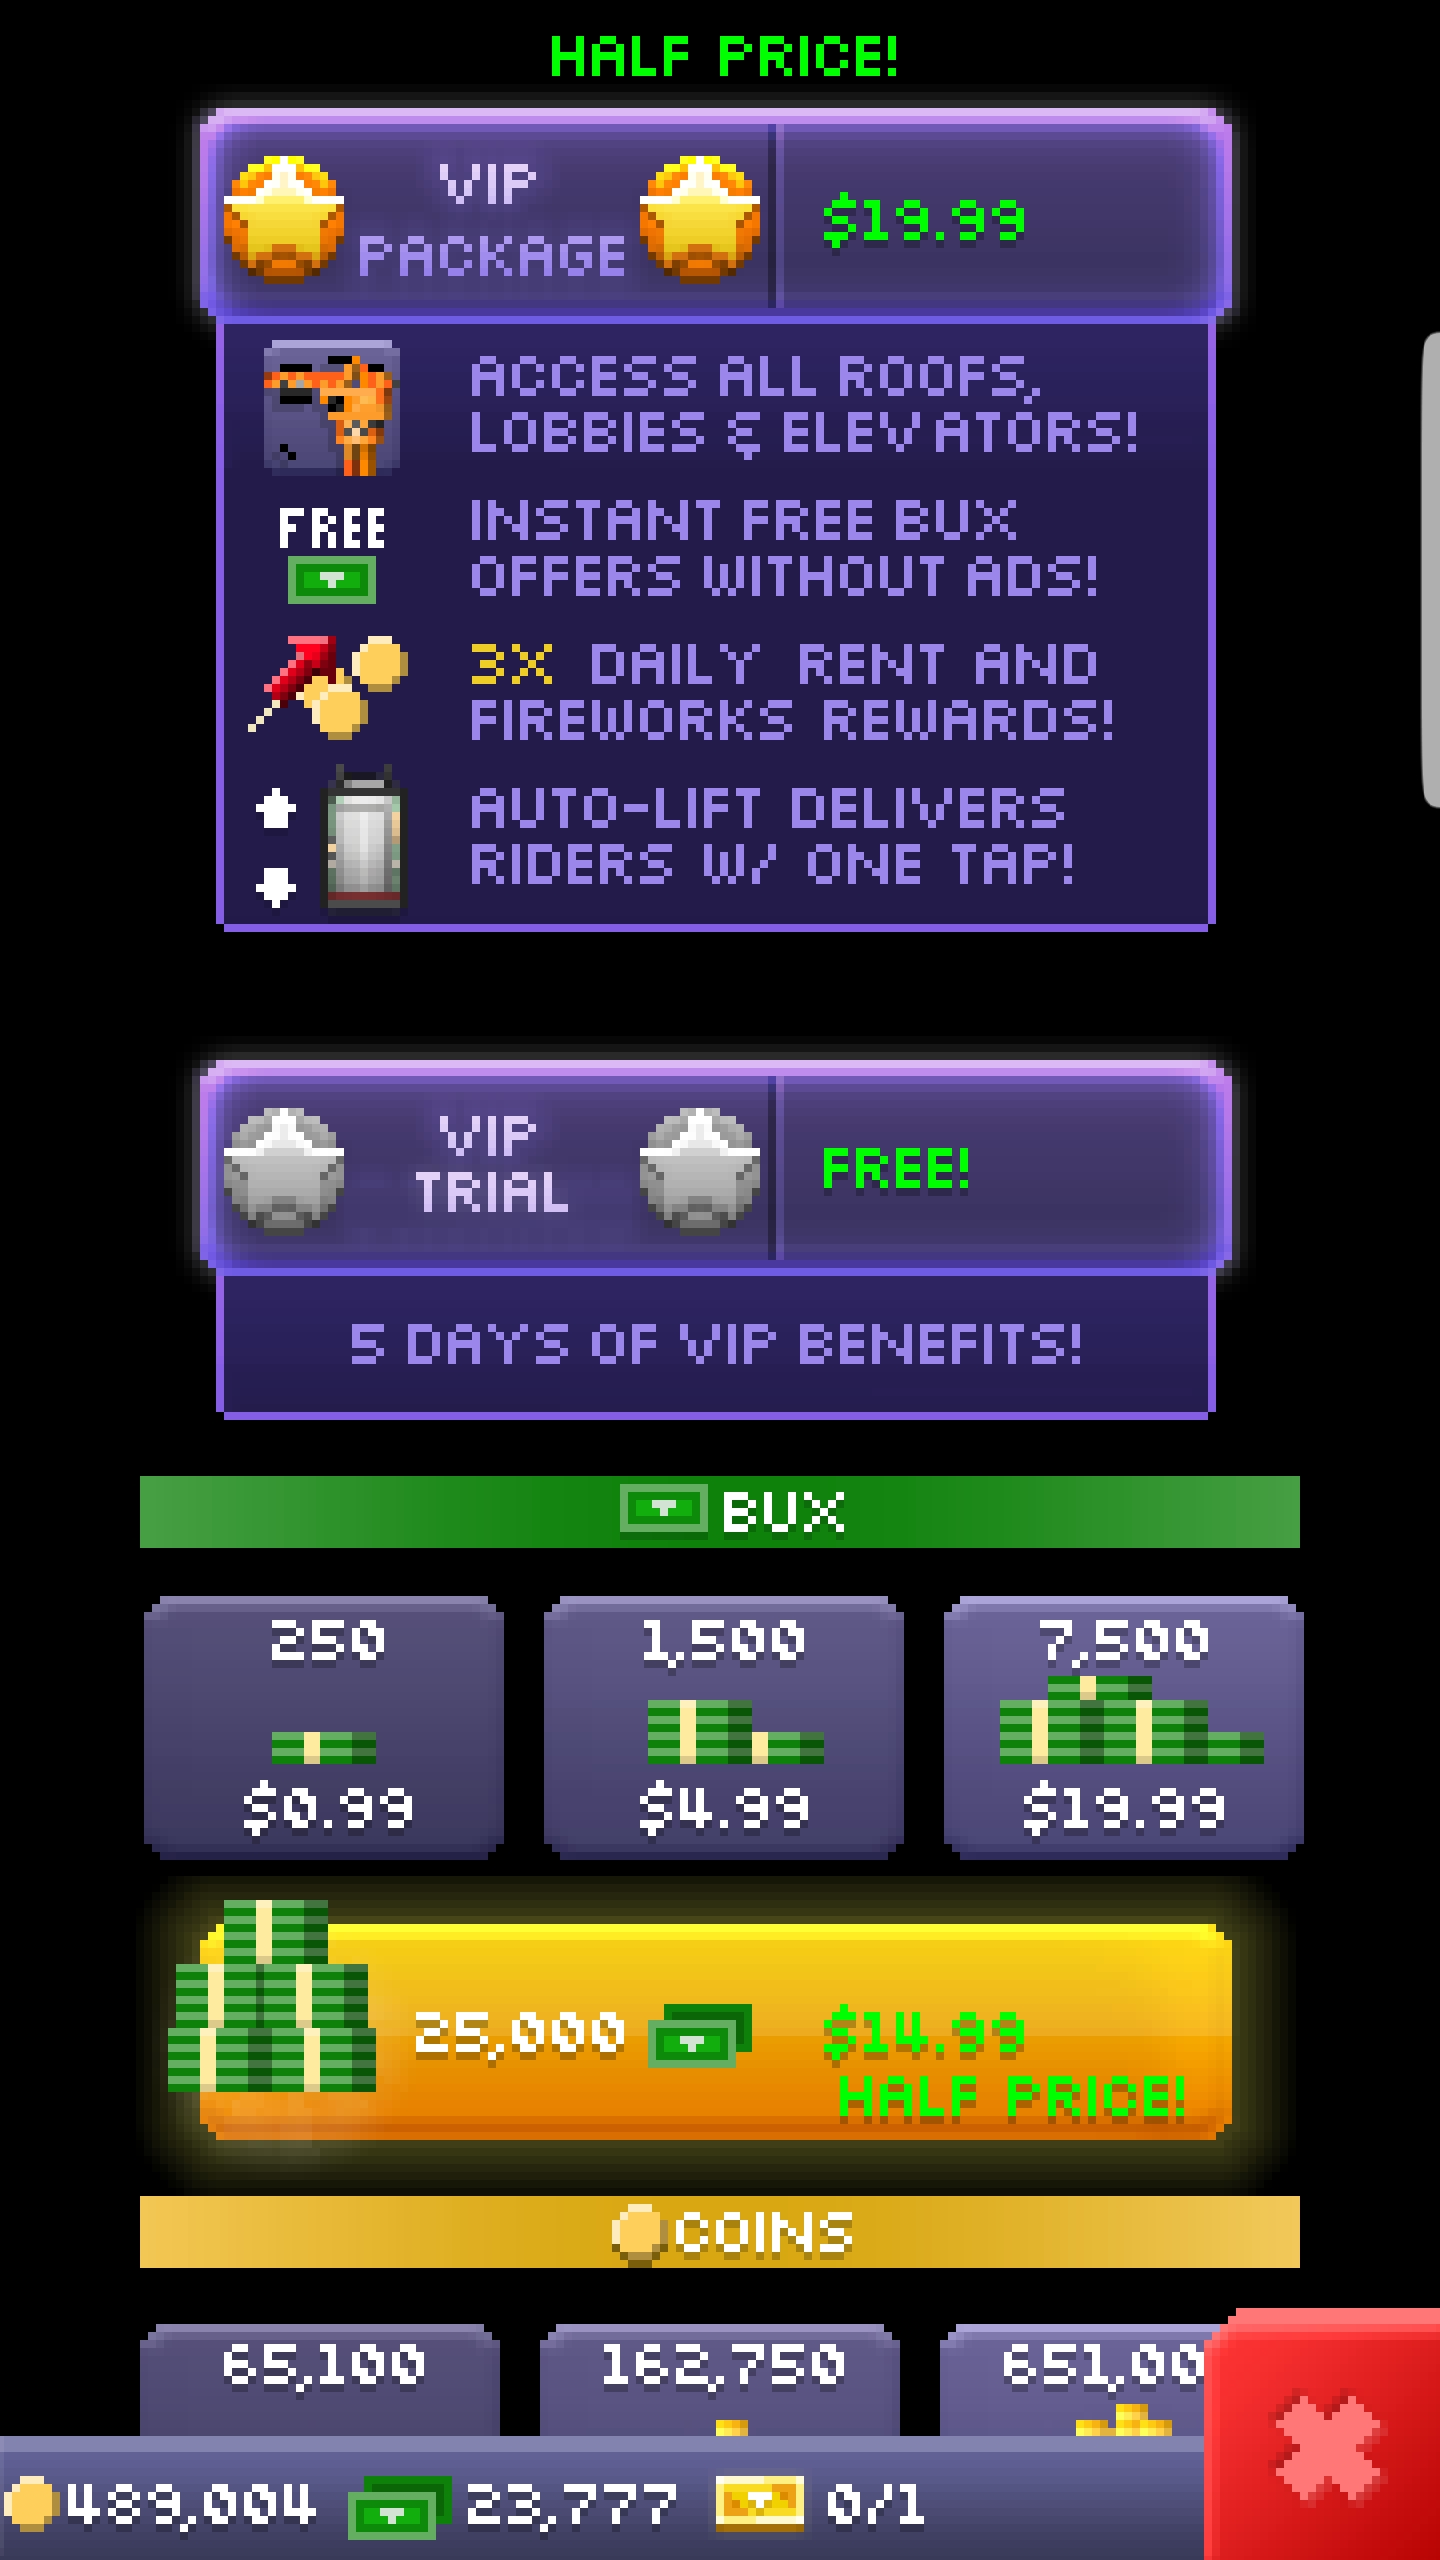 HALF PRICE!
VIP
PACKAGE
$19.99
ACCESS ALL ROOFS,
LOBBIES & ELEVATORS!
FREE
INSTANT FREE BUX
OFFERS WITHOUT ADS!
3X DAILY RENT AND
FIREWORKS REWARDS!
AUTO-LIFT DELIVERS
RIDERS W/ ONE TAP!
VIP
TRIAL
FREE!
5 DAYS OF VIP BENEFITS!
BUX
250
$0.99
1,500
$4.99
7,500
$19.99
25,000
$14.99
HALF PRICE!
COINS
65,100
162,750
489,004
23,777
0/1